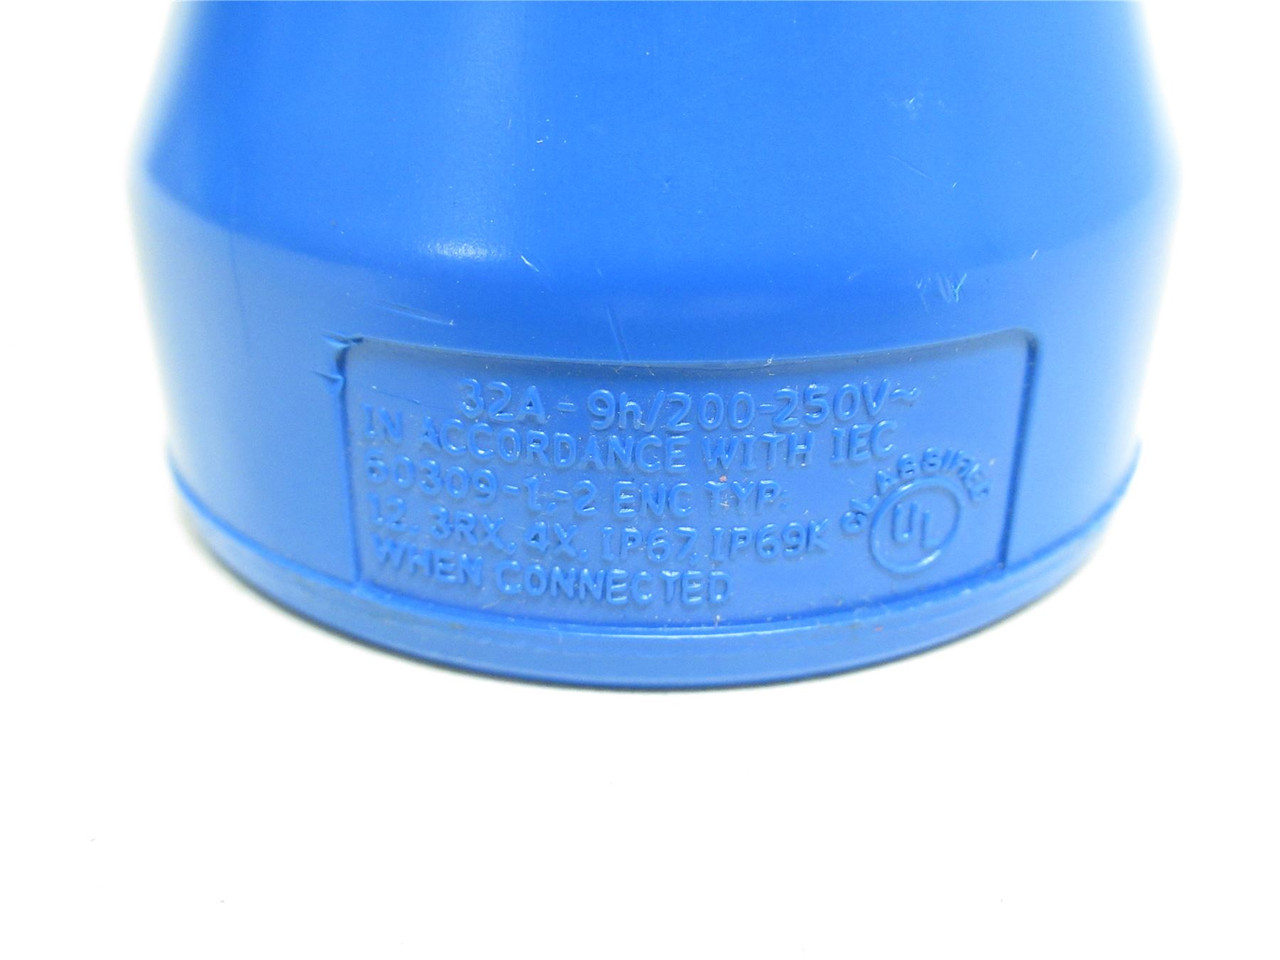 32A - 9h/200-250V~
IN ACCORDANCE WITH IEC
60309-1,-2 ENC TYP.
12, 3RX, 4X, IP67, IP69K
WHEN CONNECTED
CLASSIFIED
UL